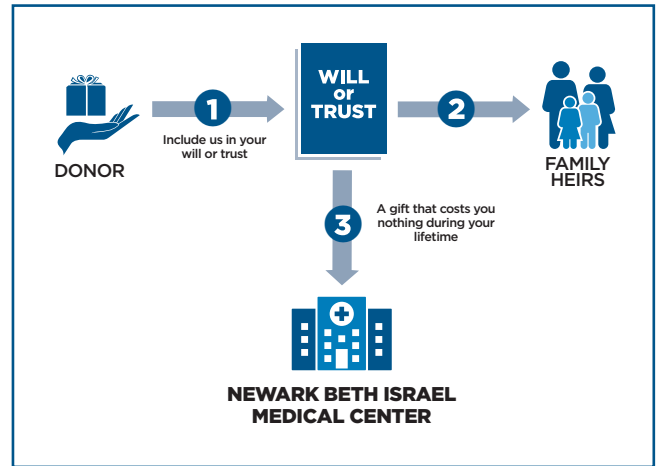 DONOR
1
Include us in your
will or trust
WILL
or
TRUST
2
FAMILY
HEIRS
3
A gift that costs you
nothing during your
lifetime
NEWARK BETH ISRAEL
MEDICAL CENTER